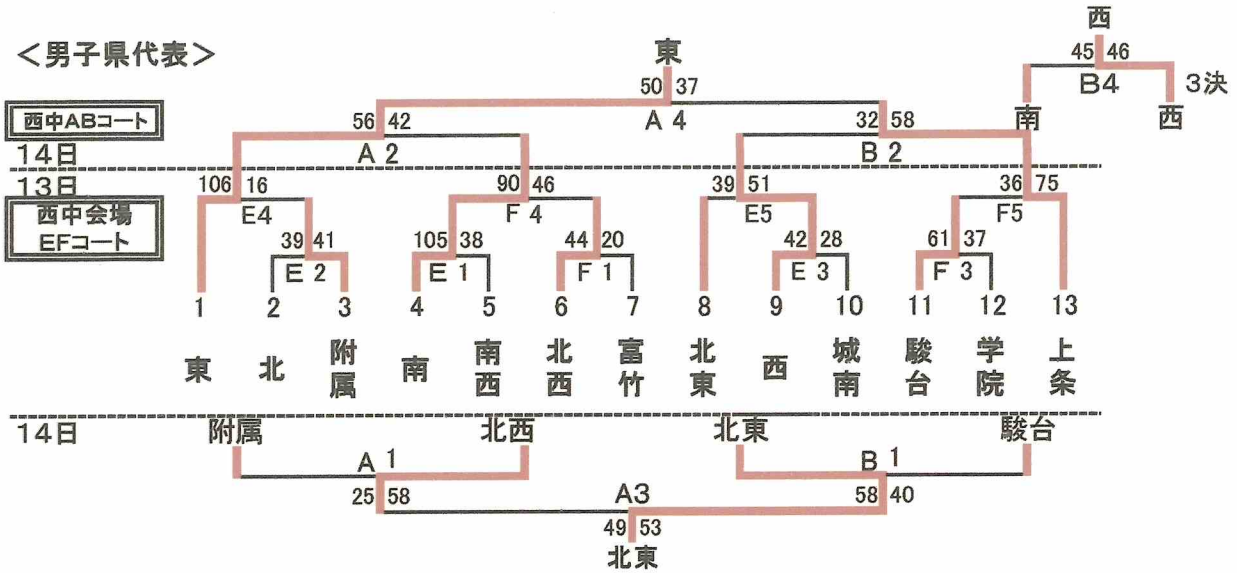 西
＜男子県代表＞
東
45 46
50 37
B4
3決
西中ABコート
56 42
A 4
32 58
南
西
14日
A 2
B 2
13日
106 16
90 46
39 51
36 75
西中会場
EFコート
E4
F 4
E5
F5
39 41
105 38
44 20
42 28
61 37
E 2
E 1
F 1
E 3
F 3
1 2 3 4 5 6 7 8 9 10 11 12 13
東
北
附属
南
南西
北西
富竹
北東
西
城南
駿台
学院
上条
14日
附属
北西
北東
駿台
A 1
B 1
25 58
A3
58 40
49 53
北東